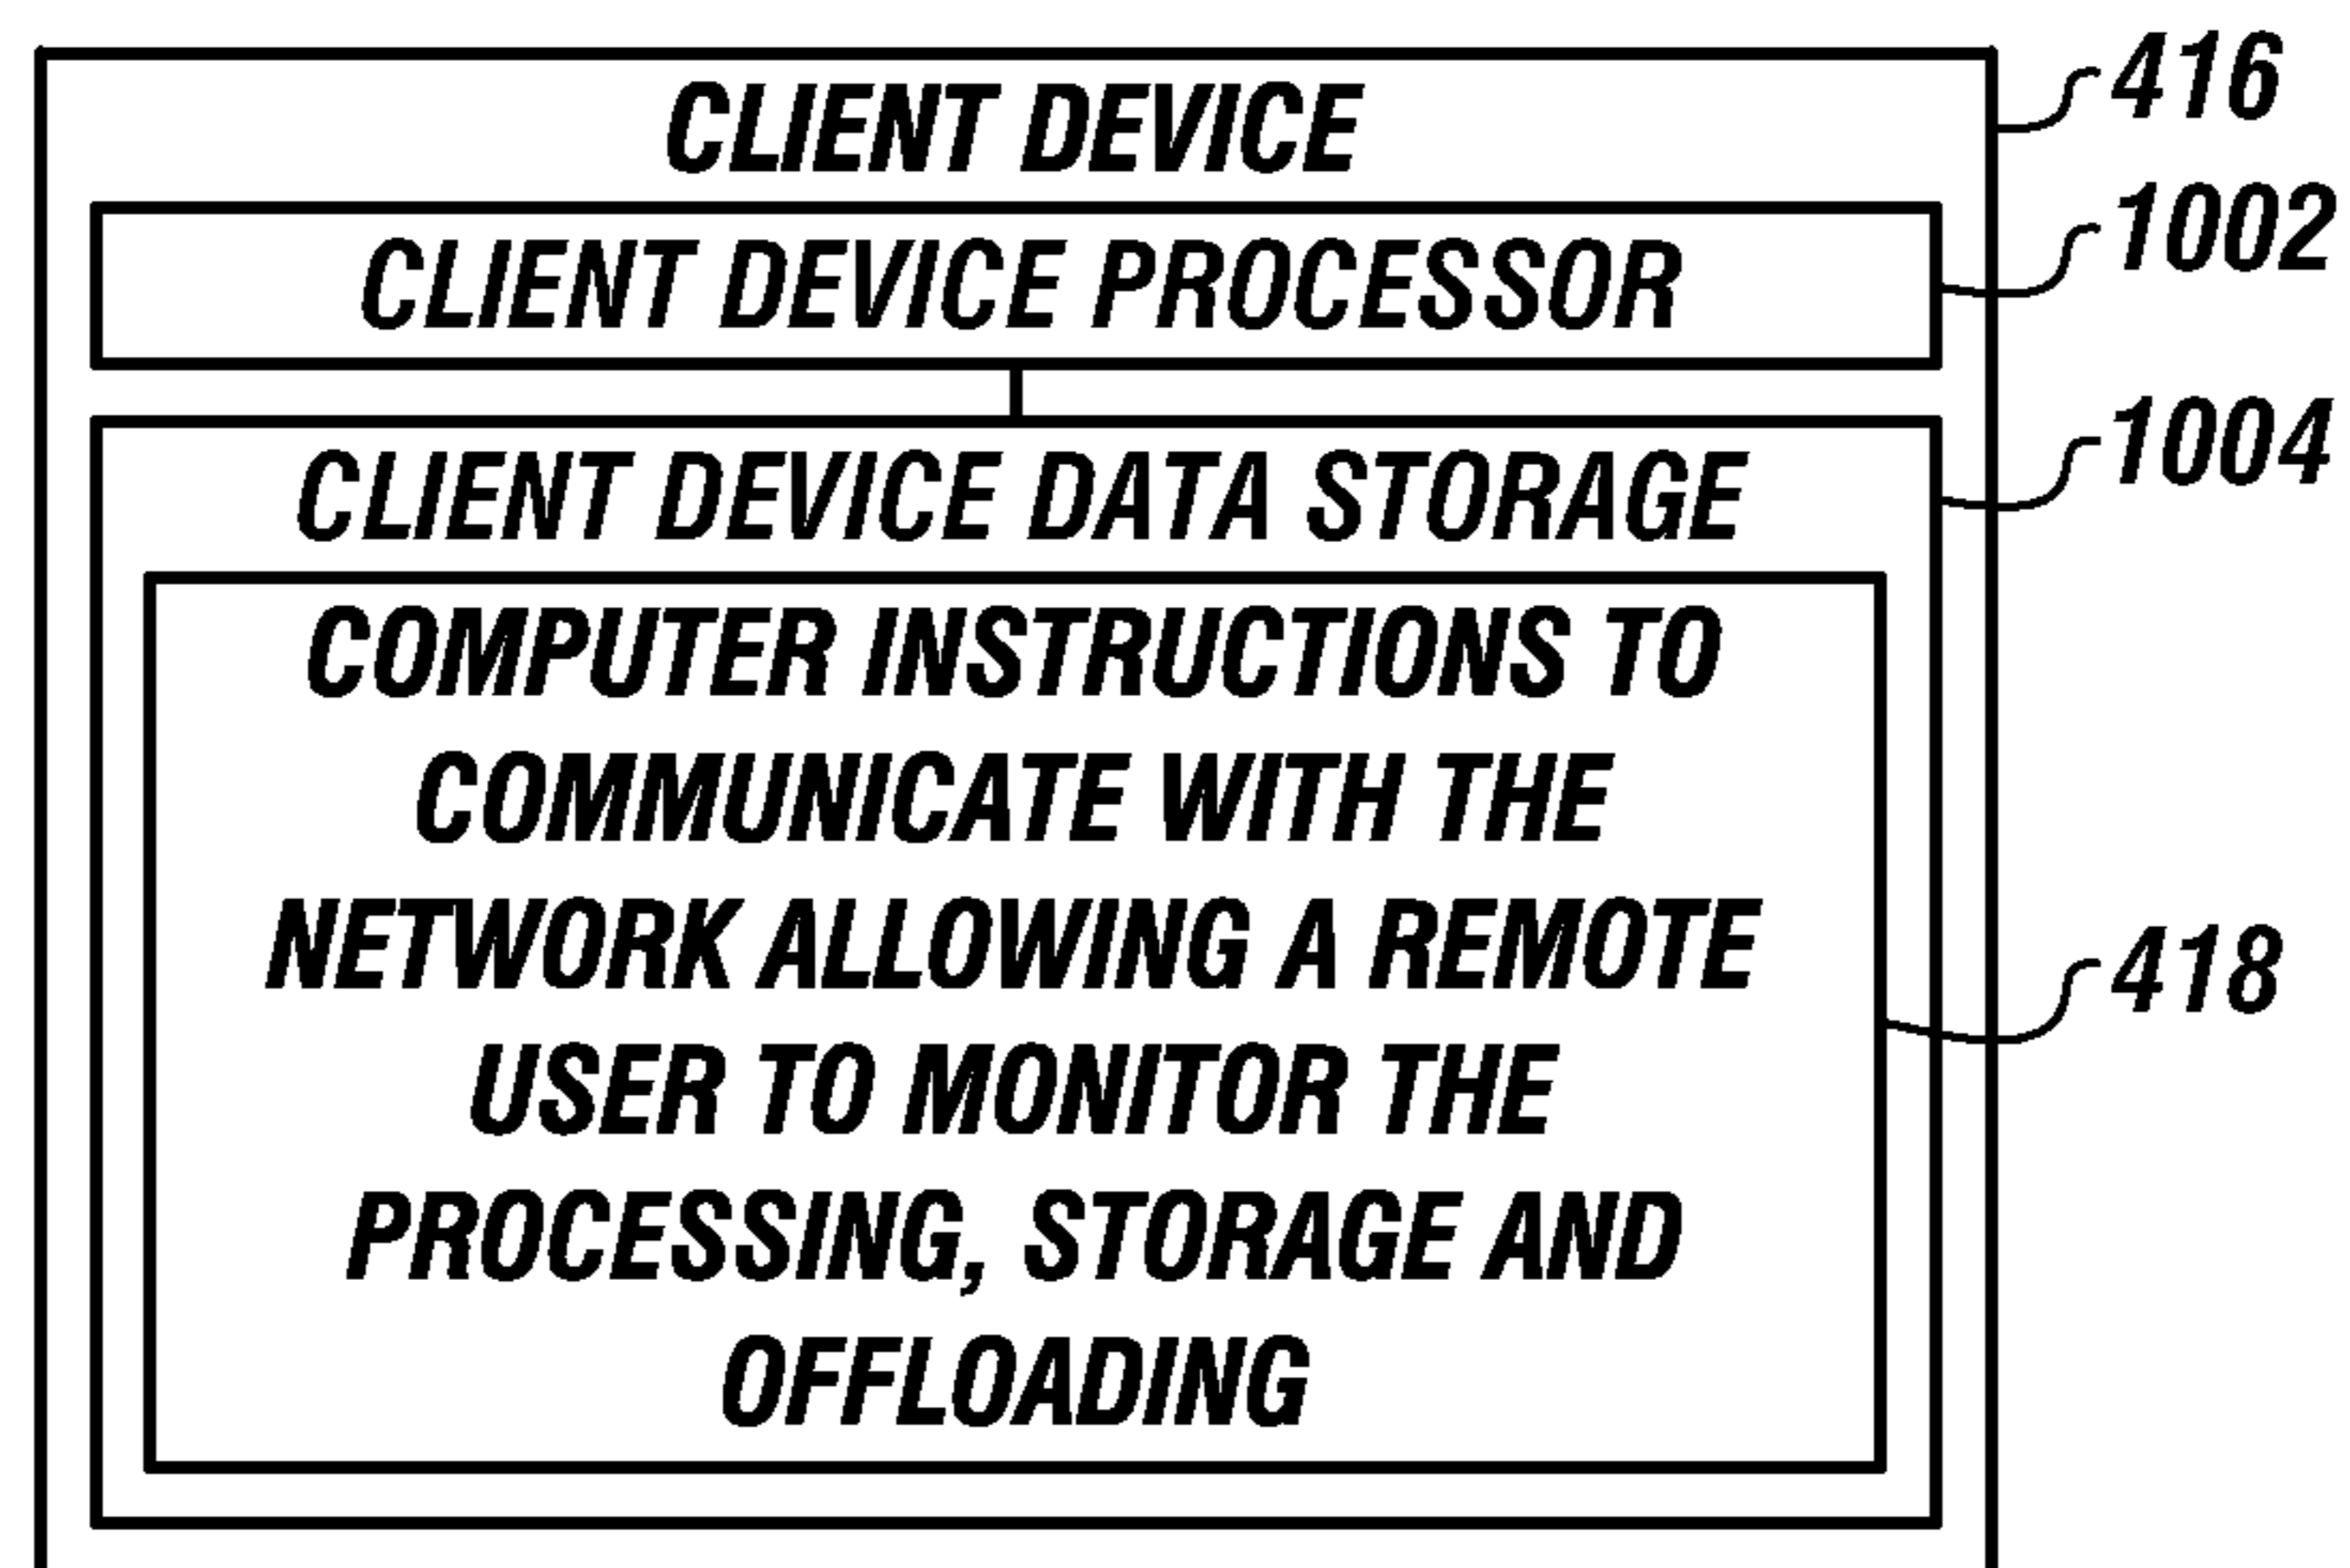 CLIENT DEVICE
416
CLIENT DEVICE PROCESSOR
1002
CLIENT DEVICE DATA STORAGE
1004
COMPUTER INSTRUCTIONS TO
COMMUNICATE WITH THE
NETWORK ALLOWING A REMOTE
418
USER TO MONITOR THE
PROCESSING, STORAGE AND
OFFLOADING